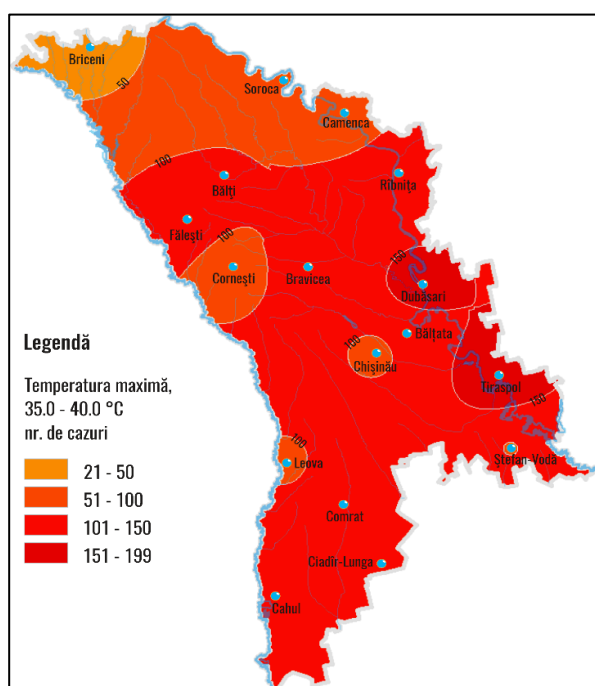 Briceni
50
Soroca
Camenca
100
Bălți
Rîbnița
Fălești
100
150
Cornești
Bravicea
Dubăsari
Legendă
Bălțata
100
Chișinău
Temperatura maximă,
35.0 - 40.0 °C
nr. de cazuri
Tiraspol
150
100
Leova
Ștefan-Vodă
21 - 50
51 - 100
101 - 150
151 - 199
Comrat
Ciadîr-Lunga
Cahul